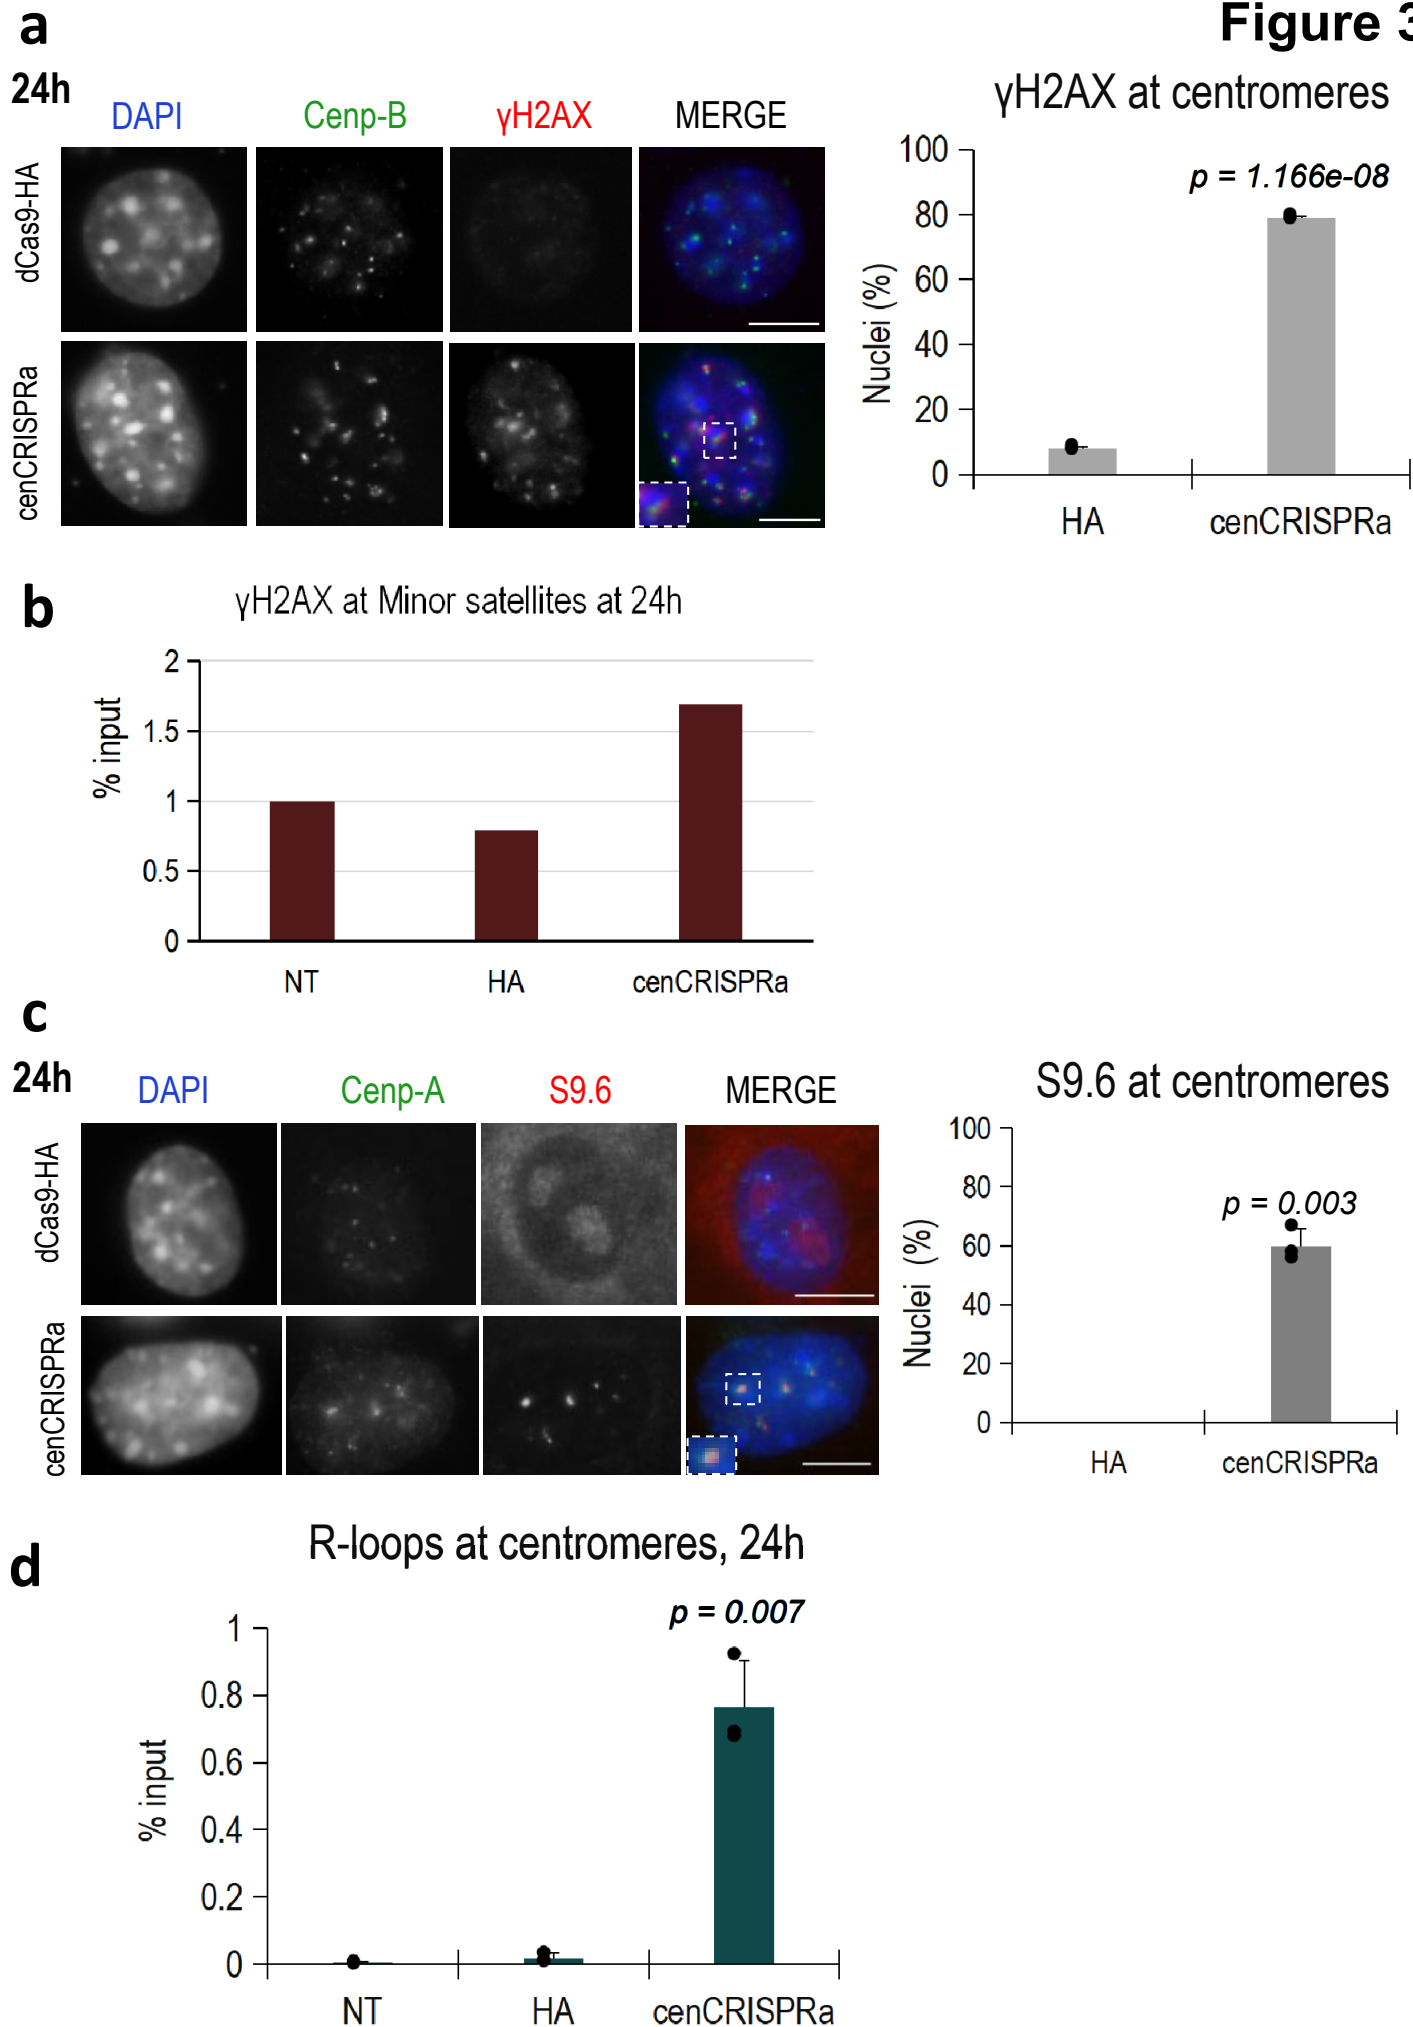 a
Figure 3
24h
DAPI
Cenp-B
γH2AX
MERGE
dCas9-HA
cenCRISPRa
γH2AX at centromeres
100
80
60
40
20
0
Nuclei (%)
p = 1.166e-08
HA
cenCRISPRa
b
γH2AX at Minor satellites at 24h
2
1.5
1
0.5
0
% input
NT
HA
cenCRISPRa
c
24h
DAPI
Cenp-A
S9.6
MERGE
dCas9-HA
cenCRISPRa
S9.6 at centromeres
100
80
60
40
20
0
Nuclei (%)
p = 0.003
HA
cenCRISPRa
d
R-loops at centromeres, 24h
p = 0.007
1
0.8
0.6
0.4
0.2
0
% input
NT
HA
cenCRISPRa